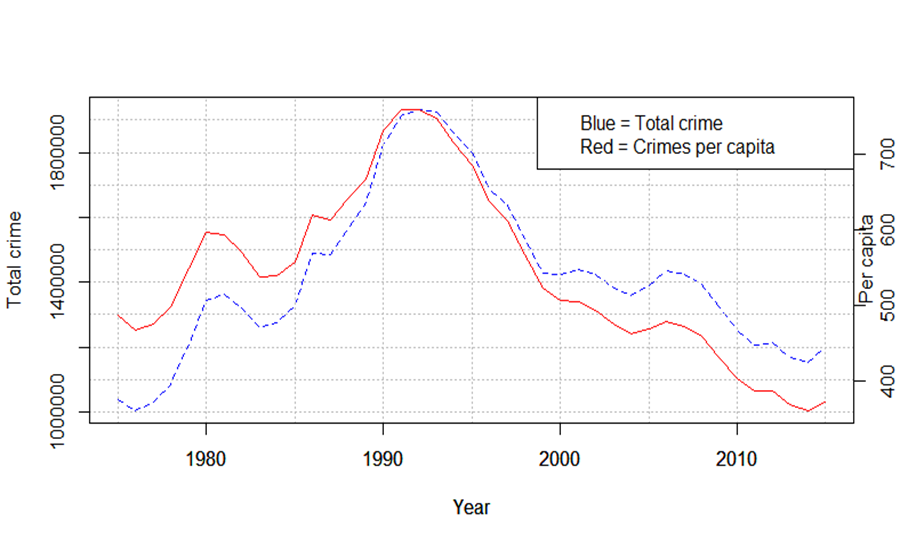 Blue = Total crime
Red = Crimes per capita
Total crime
1800000
1400000
1000000
700
600
500
400
Per capita
1980 1990 2000 2010
Year